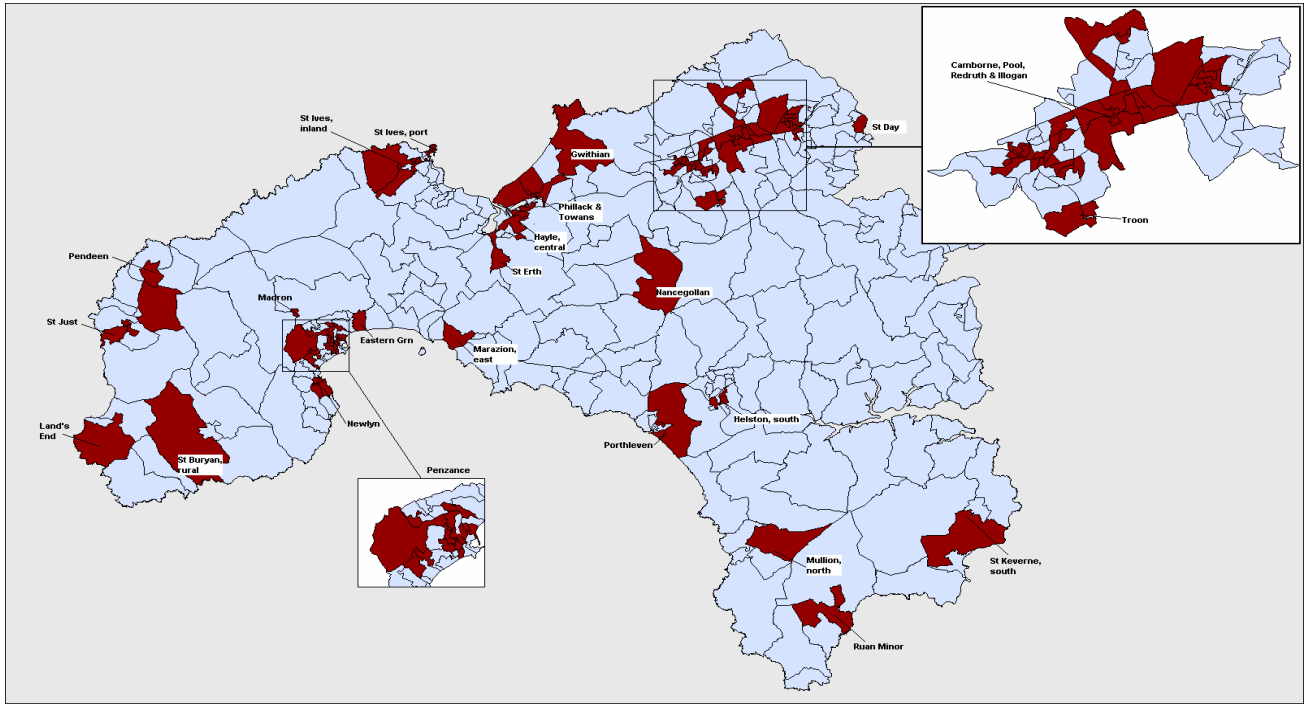 Camborne, Pool,
Redruth & Illogan
Troon
St Day
St Ives,
inland
St Ives, port
Gwithian
Phillack &
Towans
Hayle,
central
St Erth
Pendeen
Madron
Nancegollan
St Just
Eastern Grn
Marazion,
east
Land's
End
Newlyn
Helston, south
St Buryan,
rural
Porthleven
Penzance
Mullion,
north
St Keverne,
south
Ruan Minor